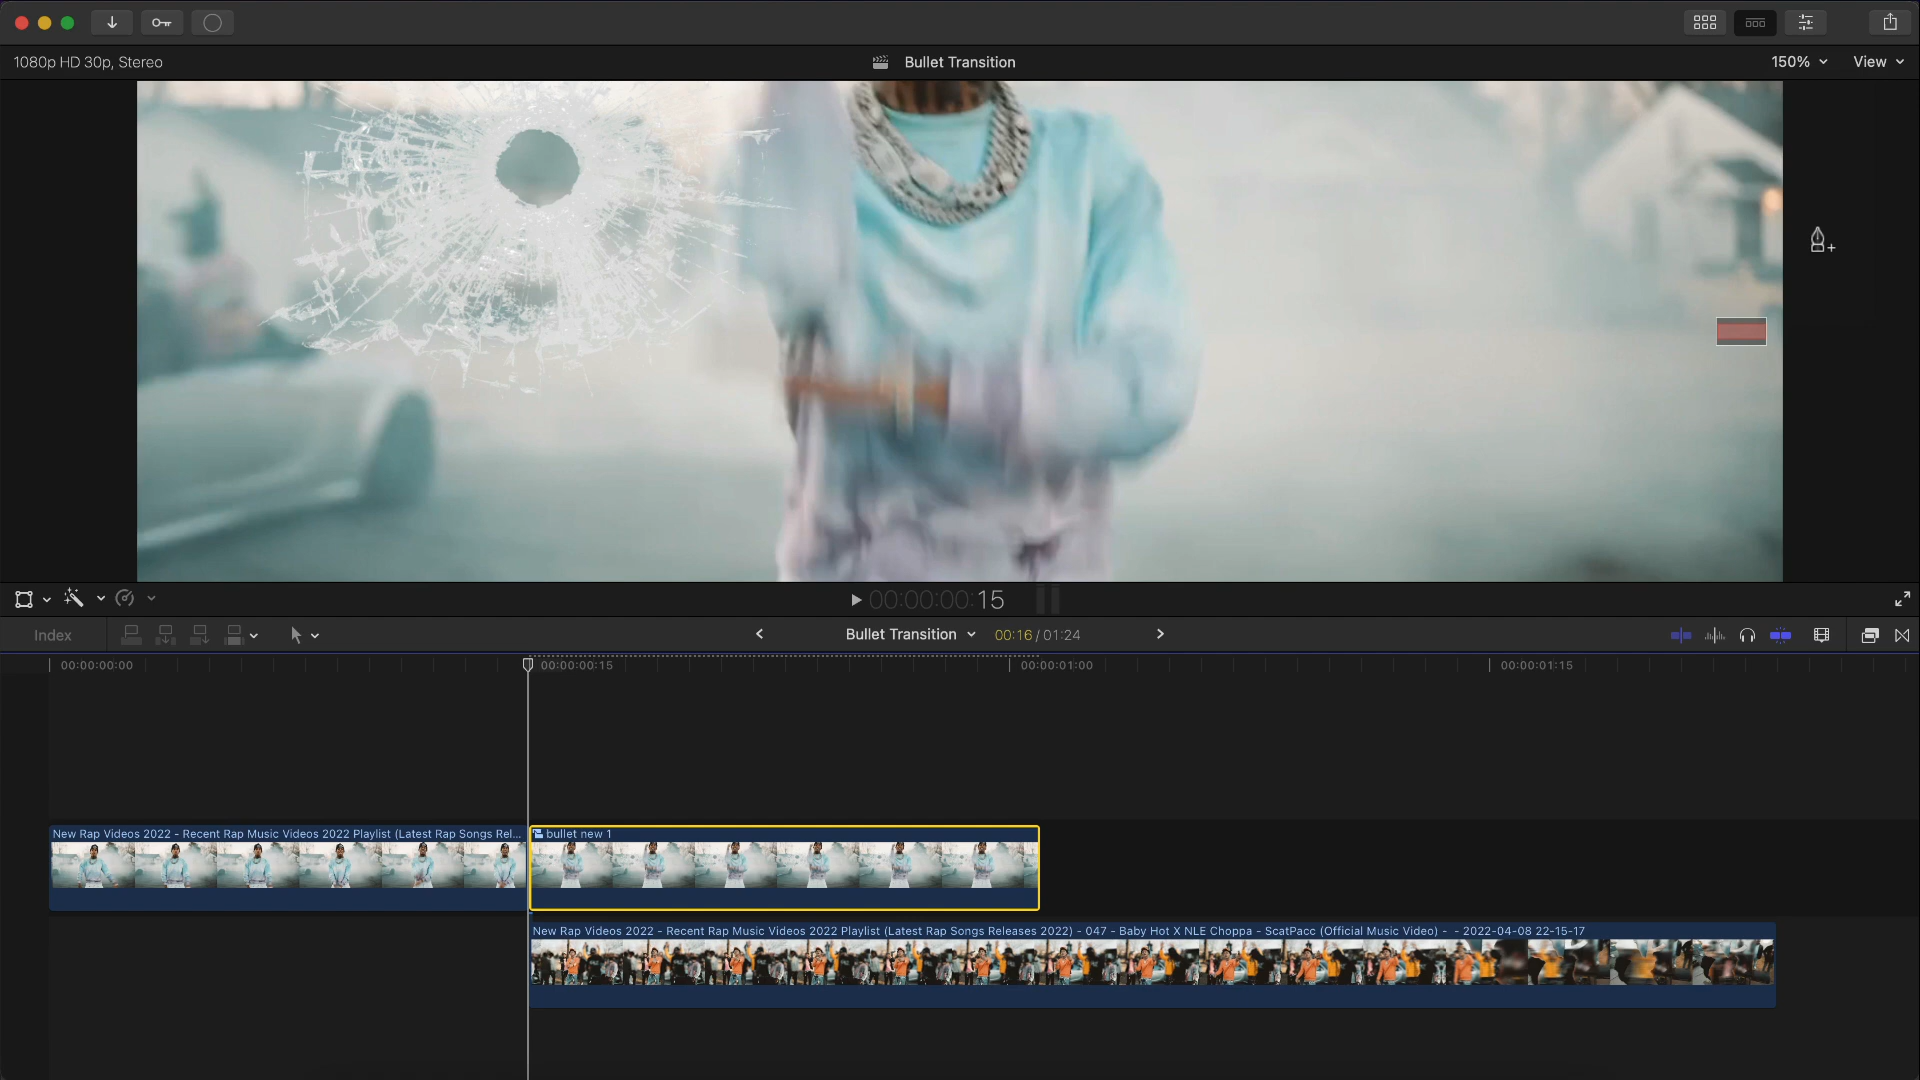 1080p HD 30p, Stereo
Bullet Transition
150%
View
00:00:00:15
Index
Bullet Transition
00:16 / 01:24
00:00:00:00
00:00:00:15
00:00:01:00
00:00:01:15
New Rap Videos 2022 - Recent Rap Music Videos 2022 Playlist (Latest Rap Songs Rel...
bullet new 1
New Rap Videos 2022 - Recent Rap Music Videos 2022 Playlist (Latest Rap Songs Releases 2022) - 047 - Baby Hot X NLE Choppa - ScatPacc (Official Music Video) - - 2022-04-08 22-15-17